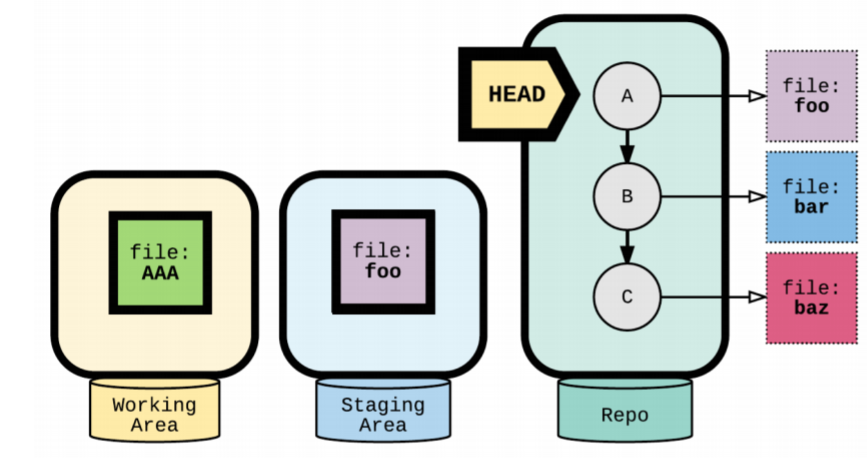 HEAD
A
file:
foo
B
file:
bar
C
file:
baz
file:
AAA
file:
foo
Working
Area
Staging
Area
Repo